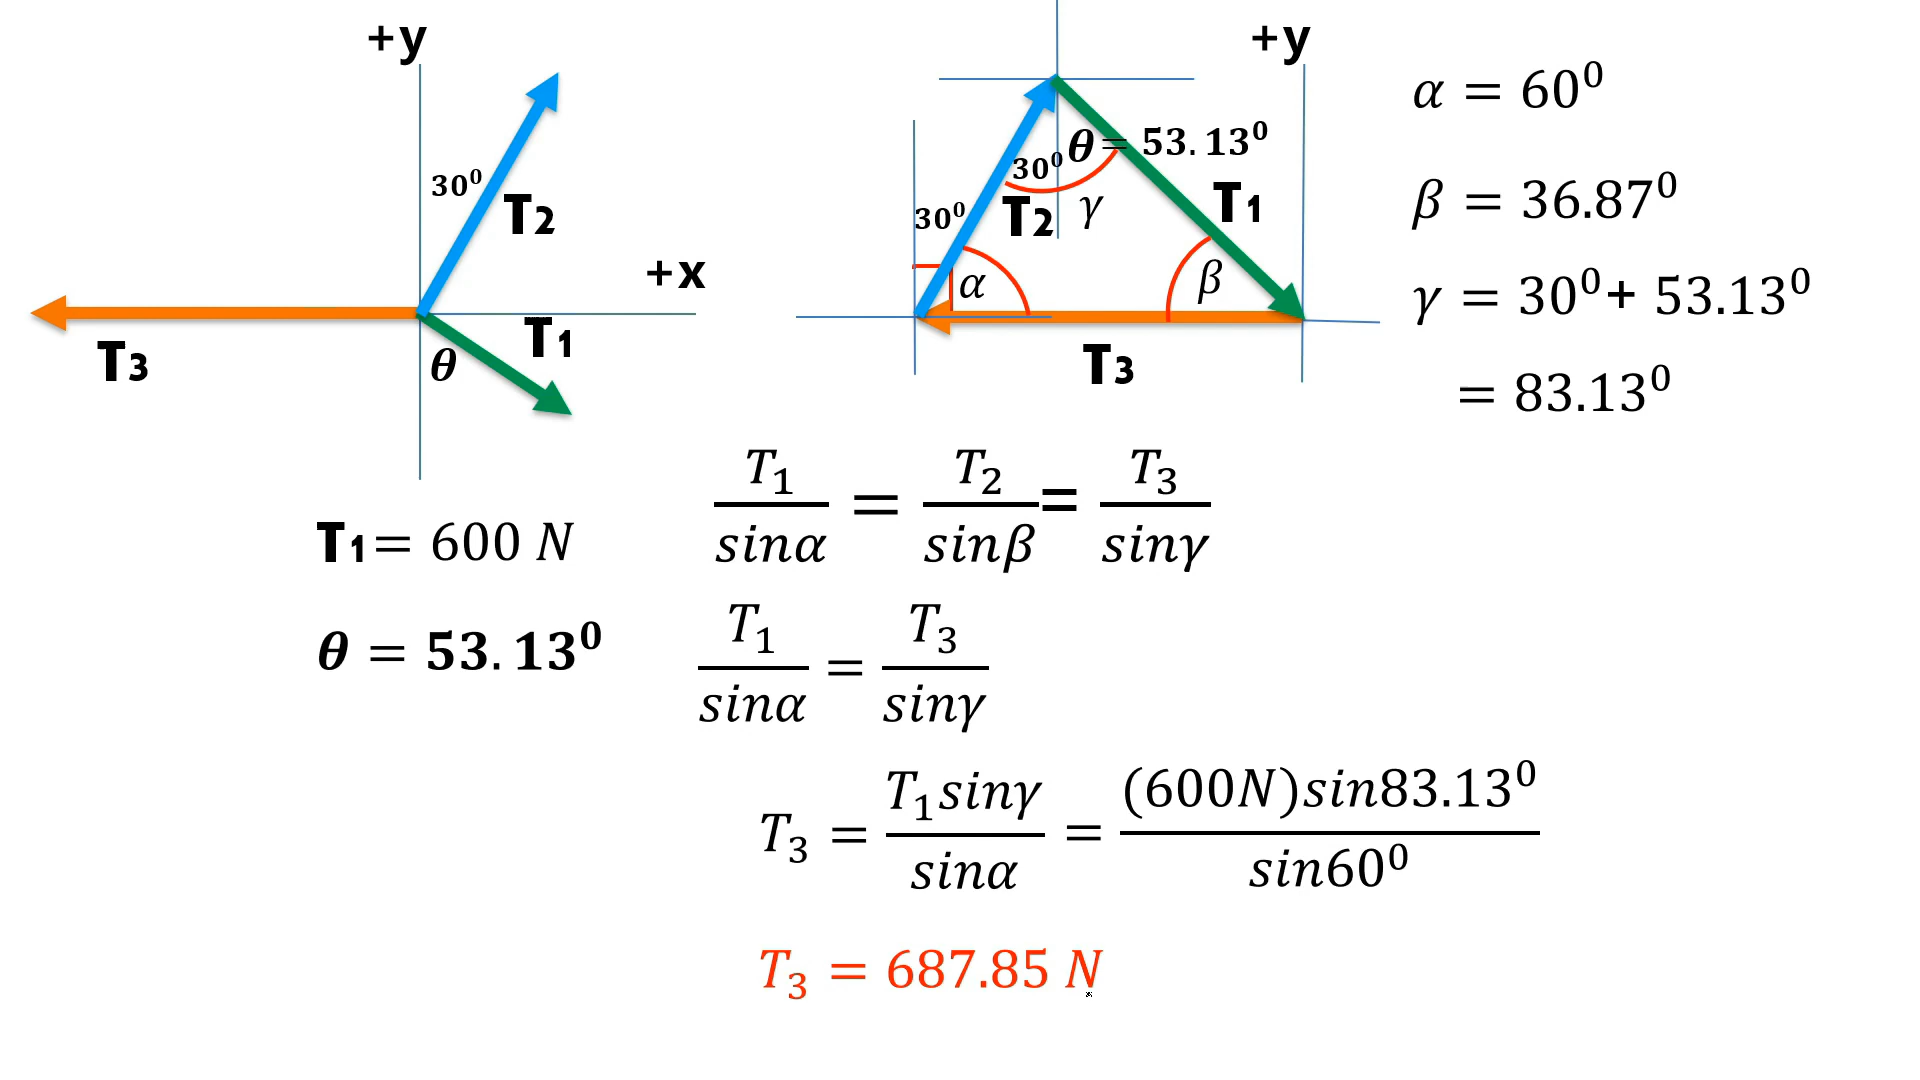 +y
30⁰
T2
+x
T3
θ
T1
+y
θ = 53.13⁰
30⁰
30⁰
T2
γ
T1
α
β
T3
α = 60⁰
β = 36.87⁰
γ = 30⁰+ 53.13⁰
= 83.13⁰
T1= 600 N
θ = 53.13⁰
T₁/sinα = T₂/sinβ = T₃/sinγ
T₁/sinα = T₃/sinγ
T₃ = T₁sinγ/sinα = (600N)sin83.13⁰/sin60⁰
T₃ = 687.85 N